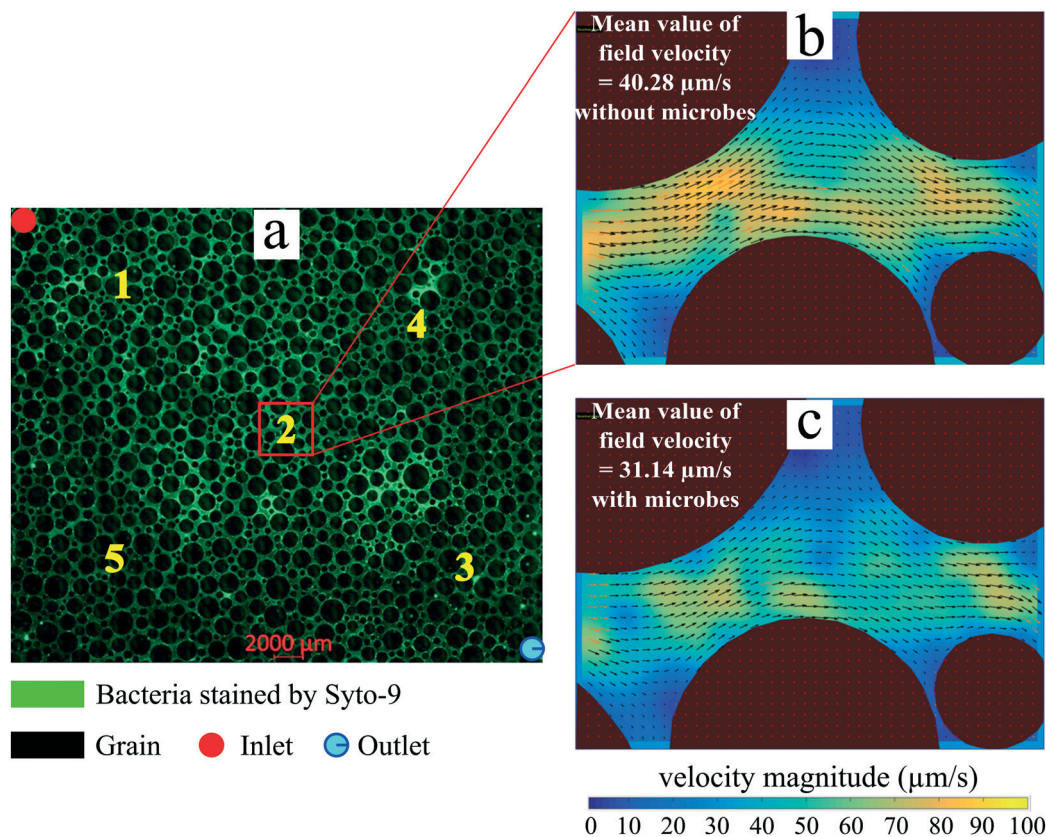 a
1
4
2
5
3
2000 µm
Bacteria stained by Syto-9
Grain
Inlet
Outlet
b
Mean value of
field velocity
= 40.28 µm/s
without microbes
c
Mean value of
field velocity
= 31.14 µm/s
with microbes
velocity magnitude (µm/s)
0 10 20 30 40 50 60 70 80 90 100